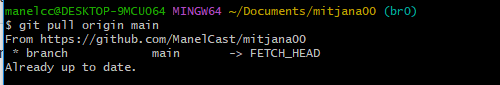 manelcc@DESKTOP-9MCUO64 MINGW64 ~/Documents/mitjana00 (br0)
$ git pull origin main
From https://github.com/ManelCast/mitjana00
 * branch            main       -> FETCH_HEAD
Already up to date.